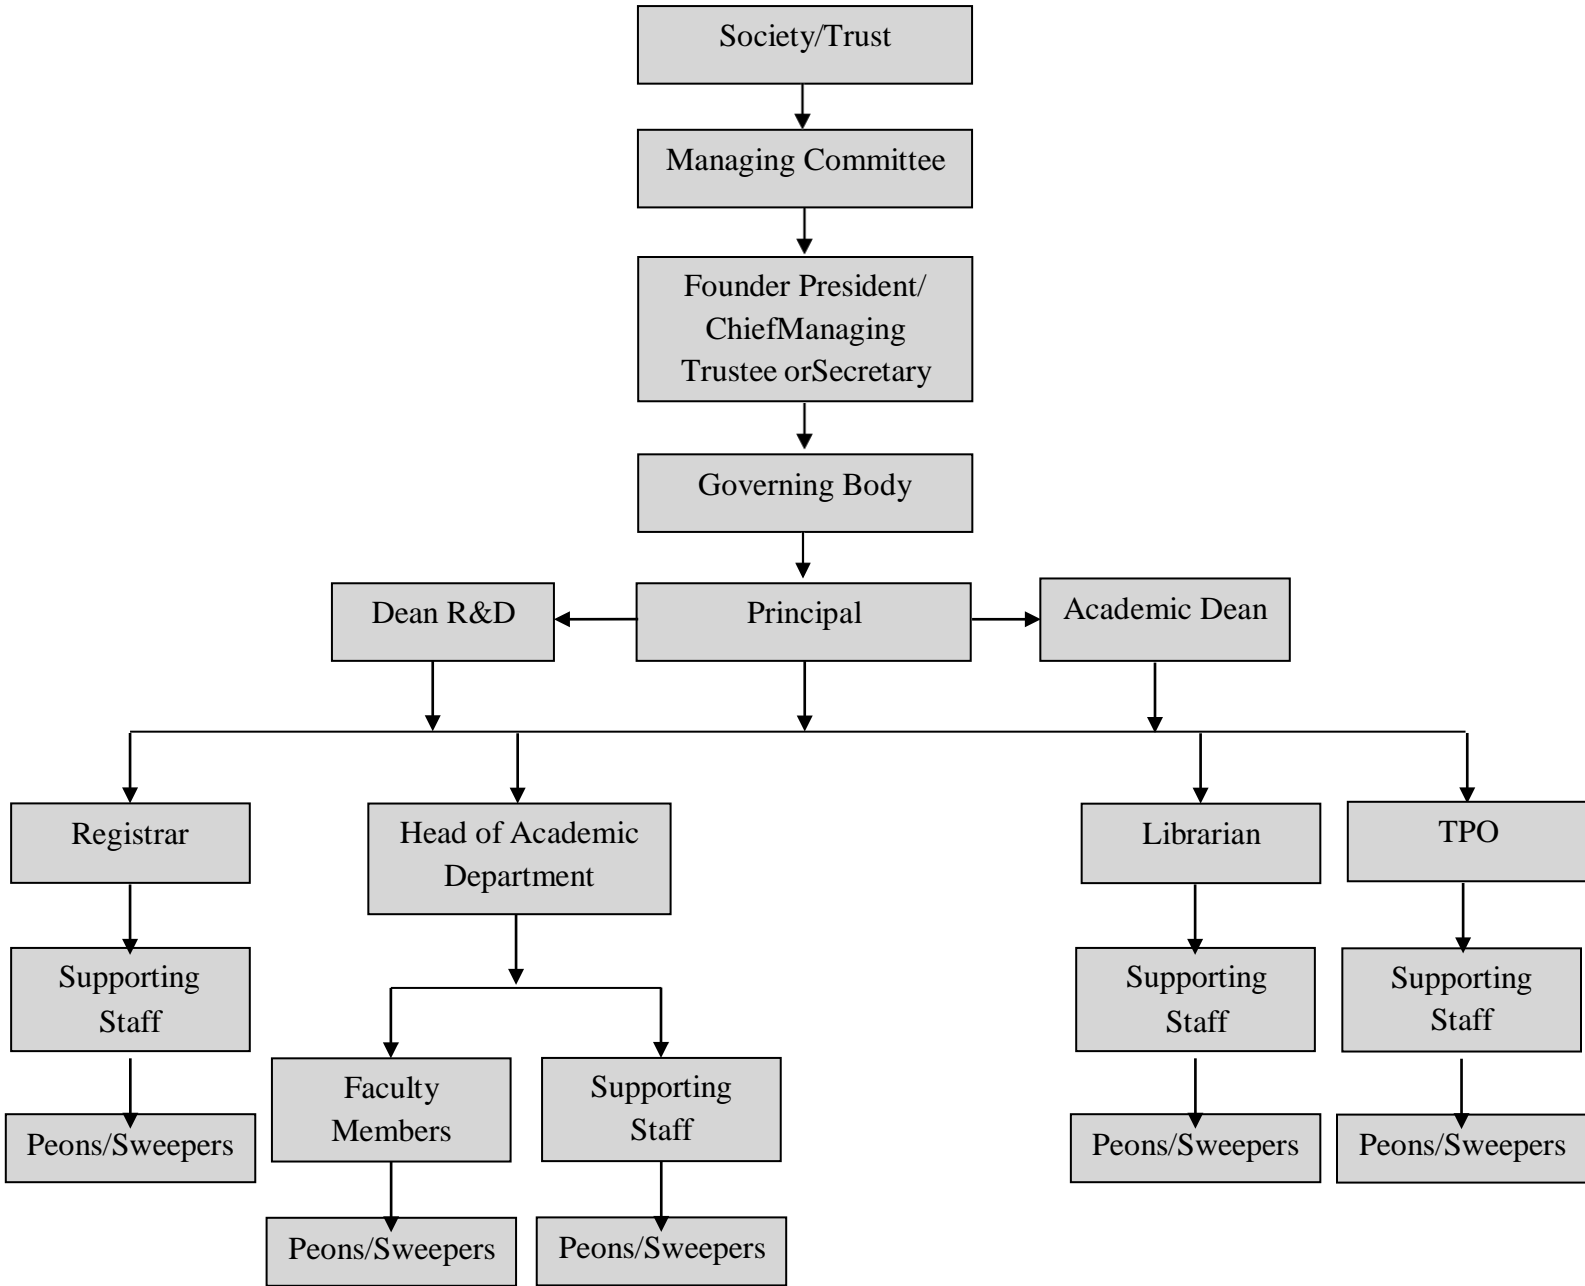 Society/Trust
Managing Committee
Founder President/
ChiefManaging
Trustee orSecretary
Governing Body
Dean R&D
Principal
Academic Dean
Registrar
Head of Academic
Department
Librarian
TPO
Supporting
Staff
Faculty
Members
Supporting
Staff
Supporting
Staff
Supporting
Staff
Peons/Sweepers
Peons/Sweepers
Peons/Sweepers
Peons/Sweepers
Peons/Sweepers